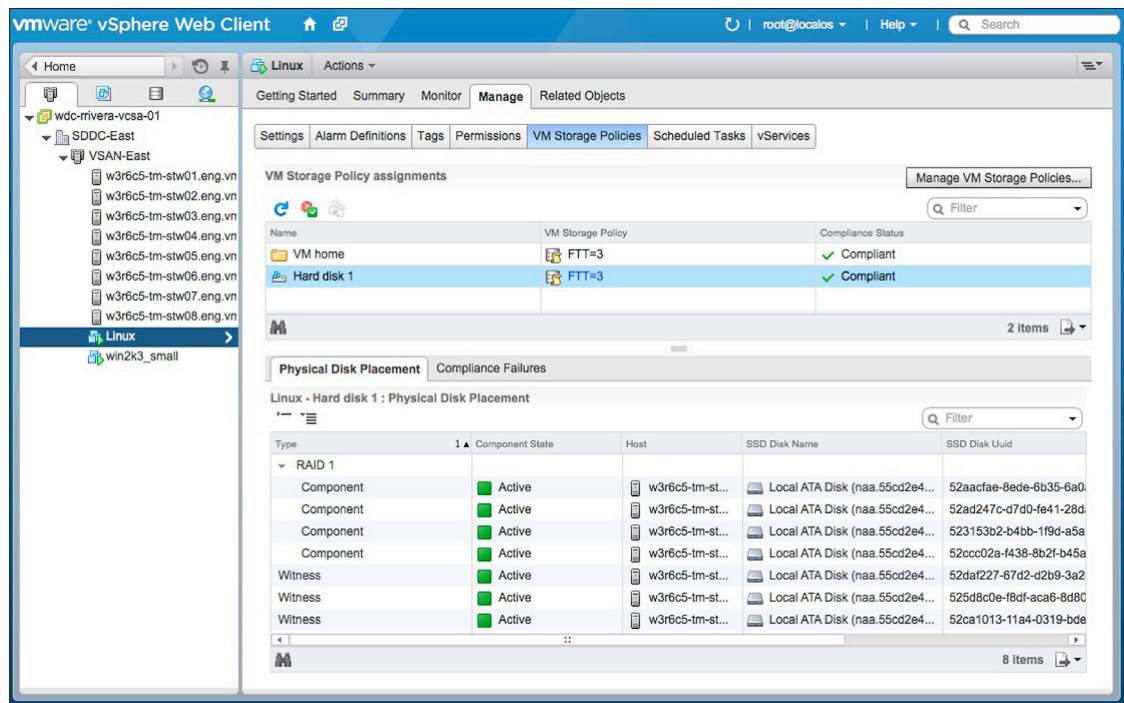 vmware® vSphere Web Client
root@localos
Help
Search
Home
wdc-rrivera-vcsa-01
SDDC-East
VSAN-East
w3r6c5-tm-stw01.eng.vn
w3r6c5-tm-stw02.eng.vn
w3r6c5-tm-stw03.eng.vn
w3r6c5-tm-stw04.eng.vn
w3r6c5-tm-stw05.eng.vn
w3r6c5-tm-stw06.eng.vn
w3r6c5-tm-stw07.eng.vn
w3r6c5-tm-stw08.eng.vn
Linux
win2k3_small
Linux Actions
Getting Started Summary Monitor Manage Related Objects
Settings Alarm Definitions Tags Permissions VM Storage Policies Scheduled Tasks vServices
VM Storage Policy assignments
Manage VM Storage Policies...
Filter
Name VM Storage Policy Compliance Status
VM home FTT=3 Compliant
Hard disk 1 FTT=3 Compliant
2 items
Physical Disk Placement Compliance Failures
Linux - Hard disk 1 : Physical Disk Placement
Filter
Type 1 Component State Host SSD Disk Name SSD Disk Uuid
RAID 1
Component Active w3r6c5-tm-st... Local ATA Disk (naa.55cd2e4... 52aacfae-8ede-6b35-6a0
Component Active w3r6c5-tm-st... Local ATA Disk (naa.55cd2e4... 52ad247c-d7d0-fe41-28d
Component Active w3r6c5-tm-st... Local ATA Disk (naa.55cd2e4... 523153b2-b4bb-1f9d-a5a
Component Active w3r6c5-tm-st... Local ATA Disk (naa.55cd2e4... 52ccc02a-f438-8b2f-b45a
Witness Active w3r6c5-tm-st... Local ATA Disk (naa.55cd2e4... 52daf227-67d2-d2b9-3a2
Witness Active w3r6c5-tm-st... Local ATA Disk (naa.55cd2e4... 525d8c0e-f8df-aca6-8d80
Witness Active w3r6c5-tm-st... Local ATA Disk (naa.55cd2e4... 52ca1013-11a4-0319-bde
8 items